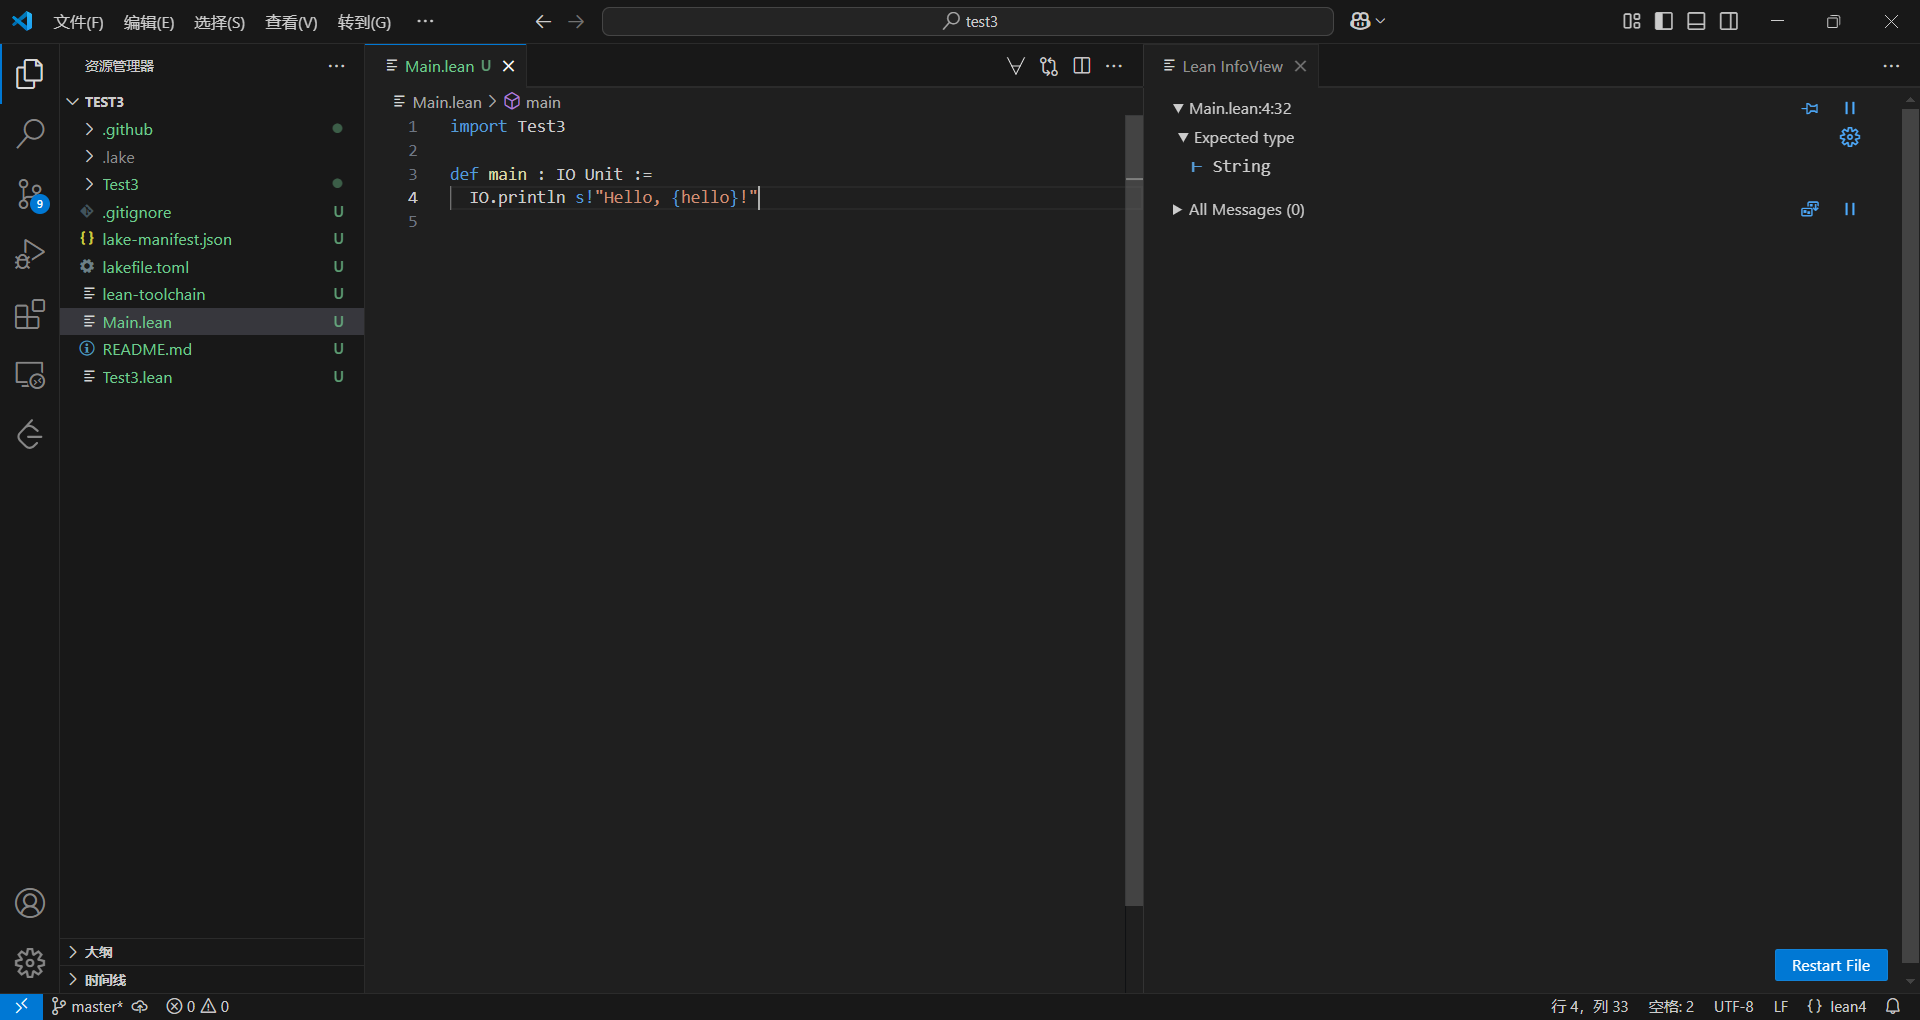 文件(F) 编辑(E) 选择(S) 查看(V) 转到(G) ··· test3
资源管理器 ···
TEST3
.github
.lake
Test3
.gitignore U
lake-manifest.json U
lakefile.toml U
lean-toolchain U
Main.lean U
README.md U
Test3.lean U
9
大纲
时间线
Main.lean U
Main.lean > main
1 import Test3
2
3 def main : IO Unit :=
4 IO.println s!"Hello, {hello}!"
5
Lean InfoView
Main.lean:4:32
Expected type
⊢ String
All Messages (0)
Restart File
master* 0 0 行 4，列 33 空格: 2 UTF-8 LF {} lean4